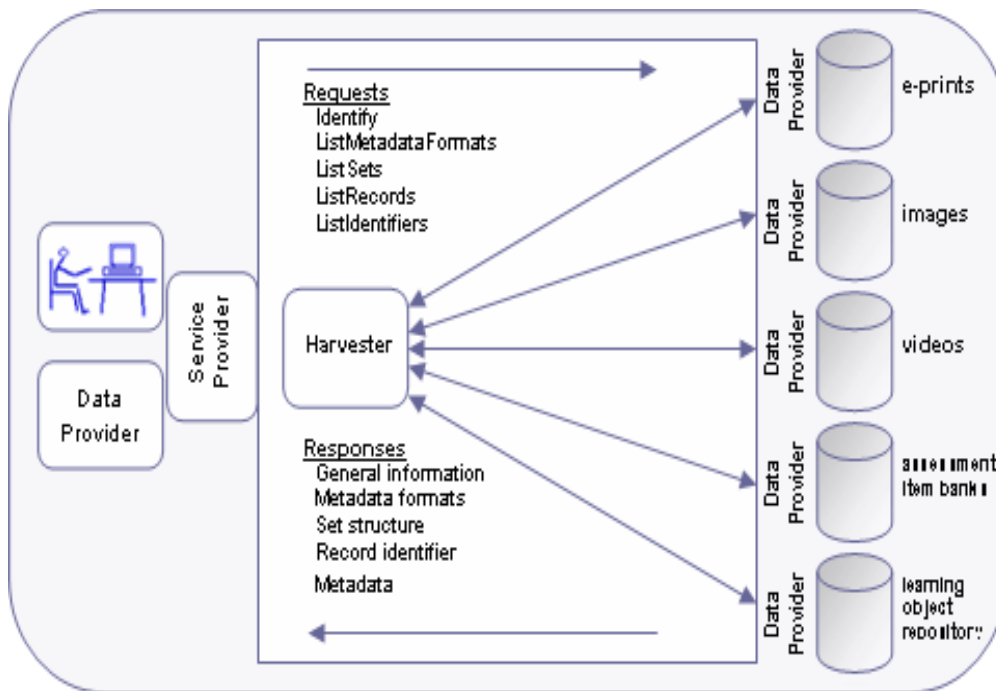 Requests
Identify
ListMetadataFormats
ListSets
ListRecords
ListIdentifiers
Service
Provider
Data
Provider
Harvester
Responses
General information
Metadata formats
Set structure
Record identifier
Metadata
Data
Provider
e-prints
Data
Provider
images
Data
Provider
videos
Data
Provider
assessment
item banks
Data
Provider
learning
object
repository